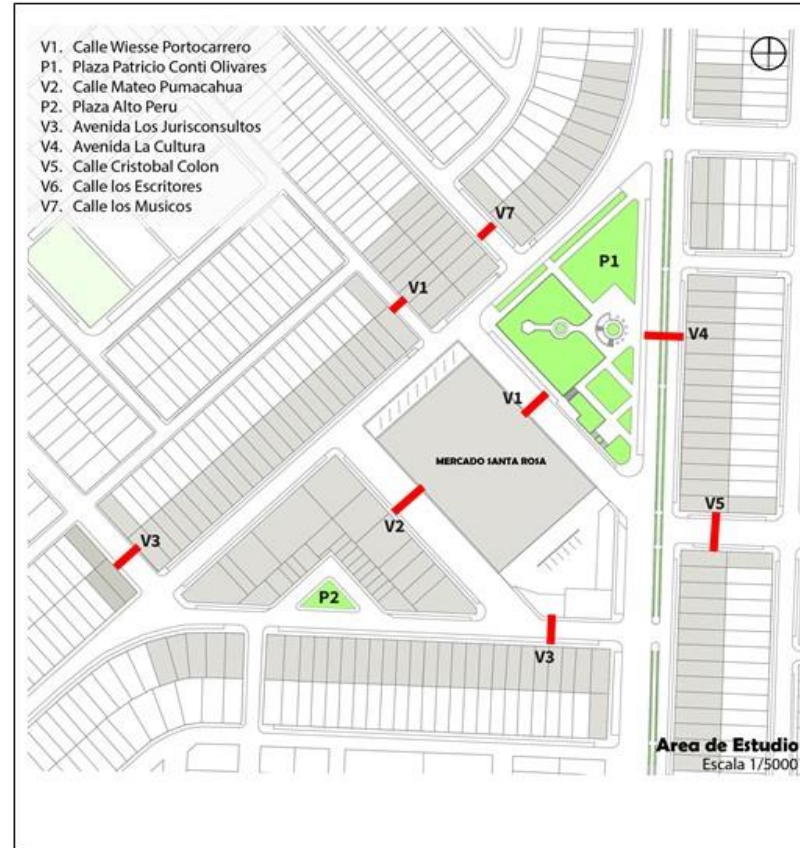 V1. Calle Wiesse Portocarrero
P1. Plaza Patricio Conti Olivares
V2. Calle Mateo Pumacahua
P2. Plaza Alto Peru
V3. Avenida Los Jurisconsultos
V4. Avenida La Cultura
V5. Calle Cristobal Colon
V6. Calle los Escritores
V7. Calle los Musicos
V7
P1
V1
V4
V1
MERCADO SANTA ROSA
V2
V5
V3
P2
V3
Area de Estudio
Escala 1/5000